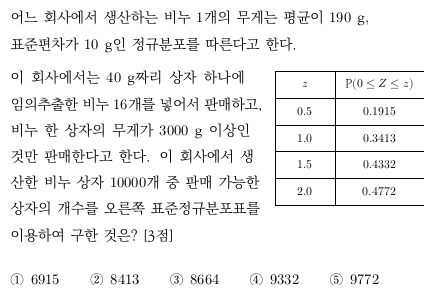 어느 회사에서 생산하는 비누 1개의 무게는 평균이 190 g,
표준편차가 10 g인 정규분포를 따른다고 한다.
이 회사에서는 40 g짜리 상자 하나에
임의추출한 비누 16개를 넣어서 판매하고,
비누 한 상자의 무게가 3000 g 이상인
것만 판매한다고 한다. 이 회사에서 생
산한 비누 상자 10000개 중 판매 가능한
상자의 개수를 오른쪽 표준정규분포표를
이용하여 구한 것은? [3점]
z P(0 ≤ Z ≤ z)
0.5 0.1915
1.0 0.3413
1.5 0.4332
2.0 0.4772
① 6915 ② 8413 ③ 8664 ④ 9332 ⑤ 9772